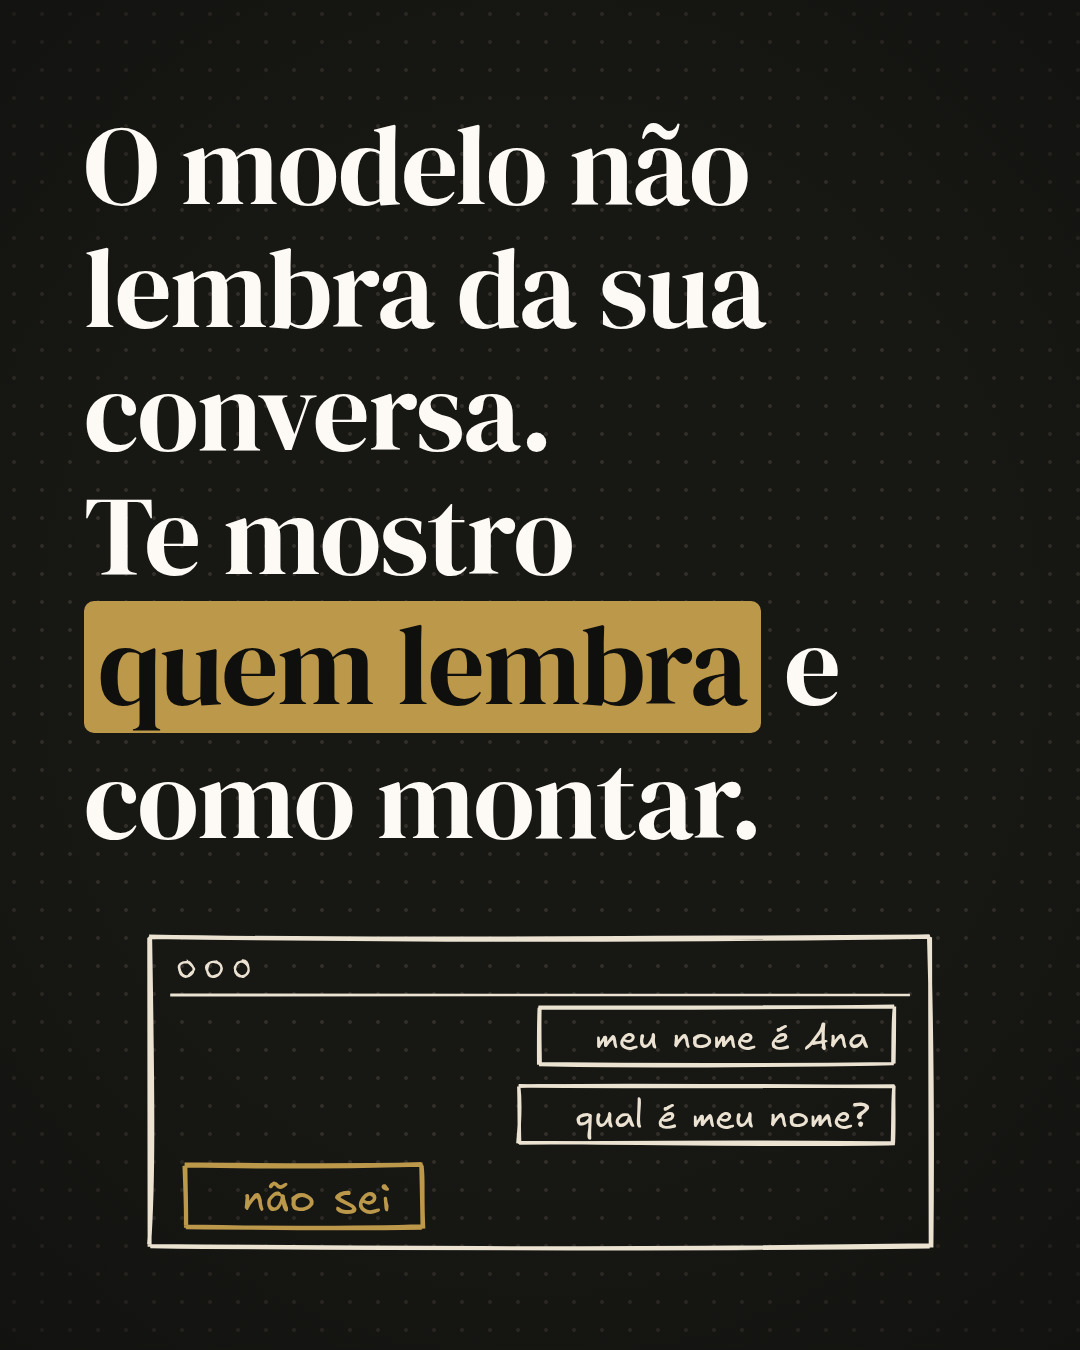 O modelo não
lembra da sua
conversa.
Te mostro
quem lembra e
como montar.
meu nome é Ana
qual é meu nome?
não sei